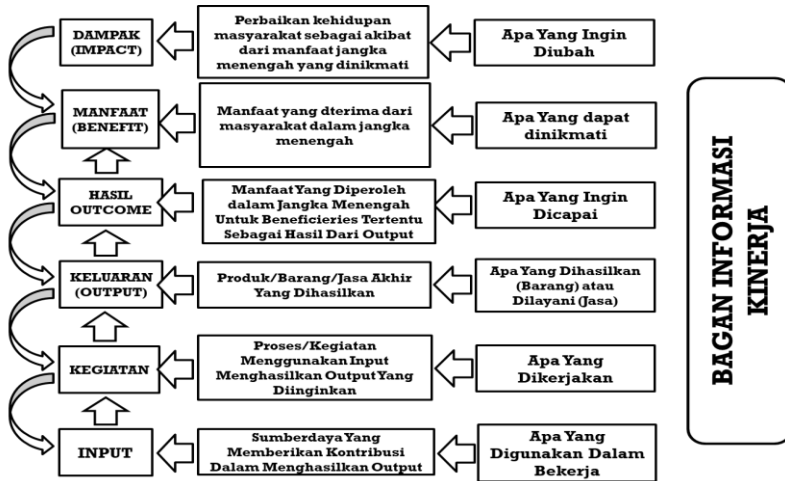 DAMPAK
(IMPACT)
Perbaikan kehidupan
masyarakat sebagai akibat
dari manfaat jangka
menengah yang dinikmati
Apa Yang Ingin
Diubah
MANFAAT
(BENEFIT)
Manfaat yang dterima dari
masyarakat dalam jangka
menengah
Apa Yang dapat
dinikmati
HASIL
OUTCOME
Manfaat Yang Diperoleh
dalam Jangka Menengah
Untuk Beneficieries Tertentu
Sebagai Hasil Dari Output
Apa Yang Ingin
Dicapai
KELUARAN
(OUTPUT)
Produk/Barang/Jasa Akhir
Yang Dihasilkan
Apa Yang Dihasilkan
(Barang) atau
Dilayani (Jasa)
KEGIATAN
Proses/Kegiatan
Menggunakan Input
Menghasilkan Output Yang
Diinginkan
Apa Yang
Dikerjakan
INPUT
Sumberdaya Yang
Memberikan Kontribusi
Dalam Menghasilkan Output
Apa Yang
Digunakan Dalam
Bekerja
BAGAN INFORMASI
KINERJA